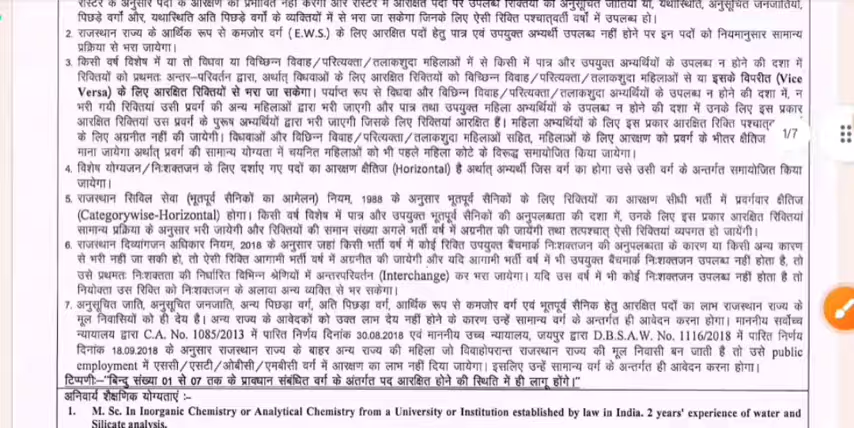 रोस्टर के अनुसार पदों के आरक्षण को प्रभावित नहीं करेगी और रोस्टर में आरक्षित पदों पर उपलब्ध रिक्तियों को अनुसूचित जातियों या, यथास्थिति, अनुसूचित जनजातियों,
पिछड़े वर्गों और, यथास्थिति अति पिछड़े वर्गों के व्यक्तियों में से भरा जा सकेगा जिनके लिए ऐसी रिक्त पश्चात्वर्ती वर्षों में उपलब्ध हो।
2. राजस्थान राज्य के आर्थिक रूप से कमजोर वर्ग (E.W.S.) के लिए आरक्षित पदों हेतु पात्र एवं उपयुक्त अभ्यर्थी उपलब्ध नहीं होने पर इन पदों को नियमानुसार सामान्य
प्रक्रिया से भरा जायेगा।
3. किसी वर्ष विशेष में या तो विधवा या विछिन्न विवाह/परित्यक्ता/तलाकशुदा महिलाओं में से किसी में पात्र और उपयुक्त अभ्यर्थियों के उपलब्ध न होने की दशा में
रिक्तियों को प्रथमतः अन्तर-परिवर्तन द्वारा, अर्थात् विधवाओं के लिए आरक्षित रिक्तियों को विछिन्न विवाह/परित्यक्ता/तलाकशुदा महिलाओं से या इसके विपरीत (Vice
Versa) के लिए आरक्षित रिक्तियों से भरा जा सकेगा। पर्याप्त रूप से विधवा और विछिन्न विवाह/परित्यक्ता/तलाकशुदा अभ्यर्थियों के उपलब्ध न होने की दशा में, न
भरी गयी रिक्तियां उसी प्रवर्ग की अन्य महिलाओं द्वारा भरी जाएगी और पात्र तथा उपयुक्त महिला अभ्यर्थियों के उपलब्ध न होने की दशा में उनके लिए इस प्रकार
आरक्षित रिक्तियां उस प्रवर्ग के पुरूष अभ्यर्थियों द्वारा भरी जाएगी जिसके लिए रिक्तियां आरक्षित हैं। महिला अभ्यर्थियों के लिए इस प्रकार आरक्षित रिक्ति पश्चात्
के लिए अग्रनीत नहीं की जायेगी। विधवाओं और विछिन्न विवाह/परित्यक्ता/तलाकशुदा महिलाओं सहित, महिलाओं के लिए आरक्षण को प्रवर्ग के भीतर क्षैतिज 1/7
माना जायेगा अर्थात् प्रवर्ग की सामान्य योग्यता में चयनित महिलाओं को भी पहले महिला कोटे के विरूद्ध समायोजित किया जायेगा।
4. विशेष योग्यजन/निःशक्तजन के लिए दर्शाए गए पदों का आरक्षण क्षैतिज (Horizontal) है अर्थात् अभ्यर्थी जिस वर्ग का होगा उसे उसी वर्ग के अन्तर्गत समायोजित किया
जायेगा।
5. राजस्थान सिविल सेवा (भूतपूर्व सैनिकों का आमेलन) नियम, 1988 के अनुसार भूतपूर्व सैनिकों के लिए रिक्तियों का आरक्षण सीधी भर्ती में प्रवर्गवार क्षैतिज
(Categorywise-Horizontal) होगा। किसी वर्ष विशेष में पात्र और उपयुक्त भूतपूर्व सैनिकों की अनुपलब्धता की दशा में, उनके लिए इस प्रकार आरक्षित रिक्तियां
सामान्य प्रक्रिया के अनुसार भरी जायेगी और रिक्तियों की समान संख्या अगले भर्ती वर्ष में अग्रनीत की जायेंगी तथा तत्पश्चात् ऐसी रिक्तियां व्यपगत हो जायेंगी।
6. राजस्थान दिव्यांगजन अधिकार नियम, 2018 के अनुसार जहां किसी भर्ती वर्ष में कोई रिक्ति उपयुक्त बैंचमार्क निःशक्तजन की अनुपलब्धता के कारण या किसी अन्य कारण
से भरी नहीं जा सकी हो, तो ऐसी रिक्ति आगामी भर्ती वर्ष में अग्रनीत की जायेगी और यदि आगामी भर्ती वर्ष में भी उपयुक्त बैंचमार्क निःशक्तजन उपलब्ध नहीं होता है, तो
उसे प्रथमतः निःशक्तता की निर्धारित विभिन्न श्रेणियों में अन्तरपरिवर्तन (Interchange) कर भरा जायेगा। यदि उस वर्ष में भी कोई निःशक्तजन उपलब्ध नहीं होता है तो
नियोक्ता उस रिक्ति को निःशक्तजन के अलावा अन्य व्यक्ति से भर सकेगा।
7. अनुसूचित जाति, अनुसूचित जनजाति, अन्य पिछड़ा वर्ग, अति पिछड़ा वर्ग, आर्थिक रूप से कमजोर वर्ग एवं भूतपूर्व सैनिक हेतु आरक्षित पदों का लाभ राजस्थान राज्य के
मूल निवासियों को ही देय है। अन्य राज्य के आवेदकों को उक्त लाभ देय नहीं होने के कारण उन्हें सामान्य वर्ग के अन्तर्गत ही आवेदन करना होगा। माननीय सर्वोच्च
न्यायालय द्वारा C.A. No. 1085/2013 में पारित निर्णय दिनांक 30.08.2018 एवं माननीय उच्च न्यायालय, जयपुर द्वारा D.B.S.A.W. No. 1116/2018 में पारित निर्णय
दिनांक 18.09.2018 के अनुसार राजस्थान राज्य के बाहर अन्य राज्य की महिला जो विवाहोपरान्त राजस्थान राज्य की मूल निवासी बन जाती है तो उसे public
employment में एससी/एसटी/ओबीसी/एमबीसी वर्ग में आरक्षण का लाभ नहीं दिया जायेगा। इसलिए उन्हें सामान्य वर्ग के अन्तर्गत ही आवेदन करना होगा।
टिप्पणीः-"बिन्दु संख्या 01 से 07 तक के प्रावधान संबंधित वर्ग के अंतर्गत पद आरक्षित होने की स्थिति में ही लागू होंगे।"
अनिवार्य शैक्षणिक योग्यताएं :-
1. M. Sc. In Inorganic Chemistry or Analytical Chemistry from a University or Institution established by law in India. 2 years' experience of water and
Silicate analysis.